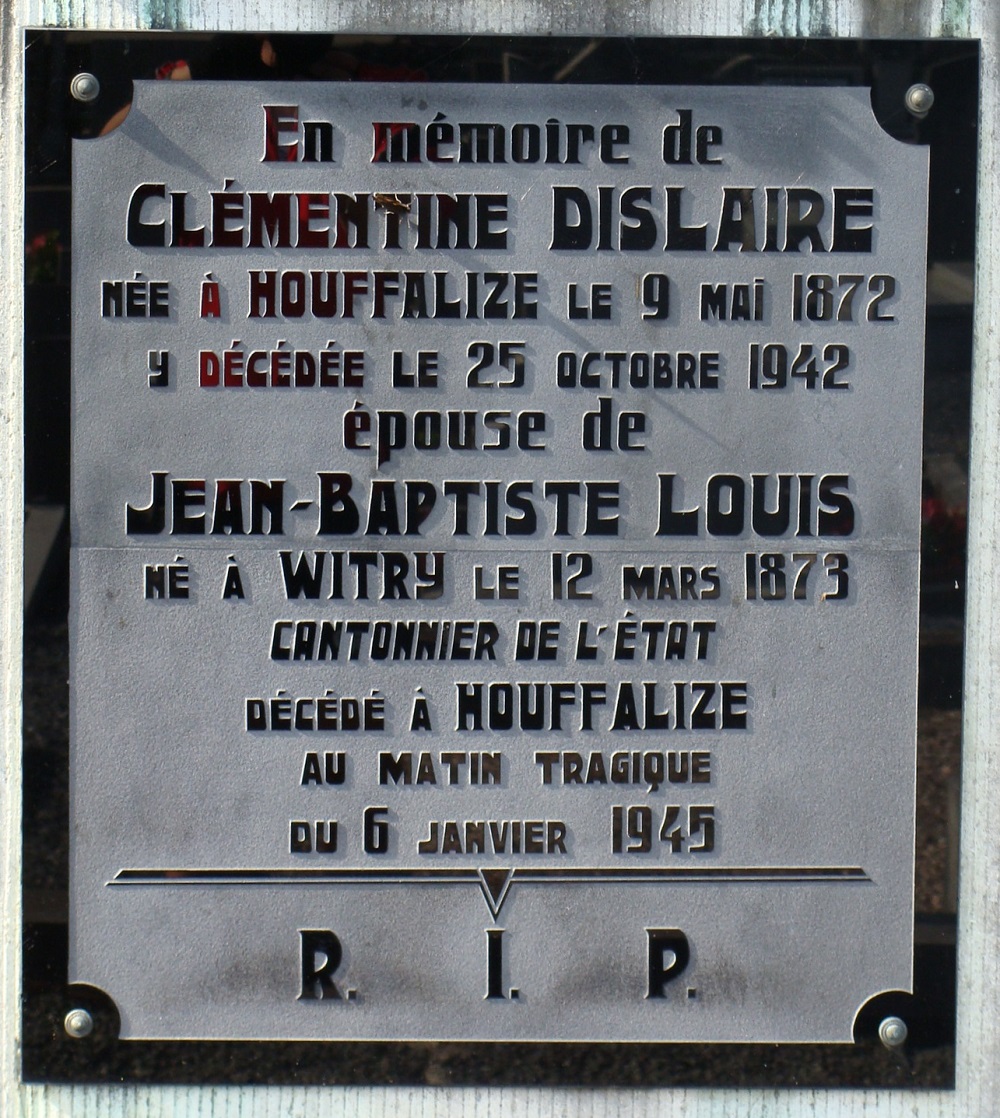 En mémoire de
CLÉMENTINE DISLAIRE
NÉE À HOUFFALIZE LE 9 MAI 1872
Y DÉCÉDÉE LE 25 OCTOBRE 1942
épouse de
JEAN-BAPTISTE LOUIS
NÉ À WITRY LE 12 MARS 1873
CANTONNIER DE L'ÉTAT
DÉCÉDÉ À HOUFFALIZE
AU MATIN TRAGIQUE
DU 6 JANVIER 1945
R. I. P.